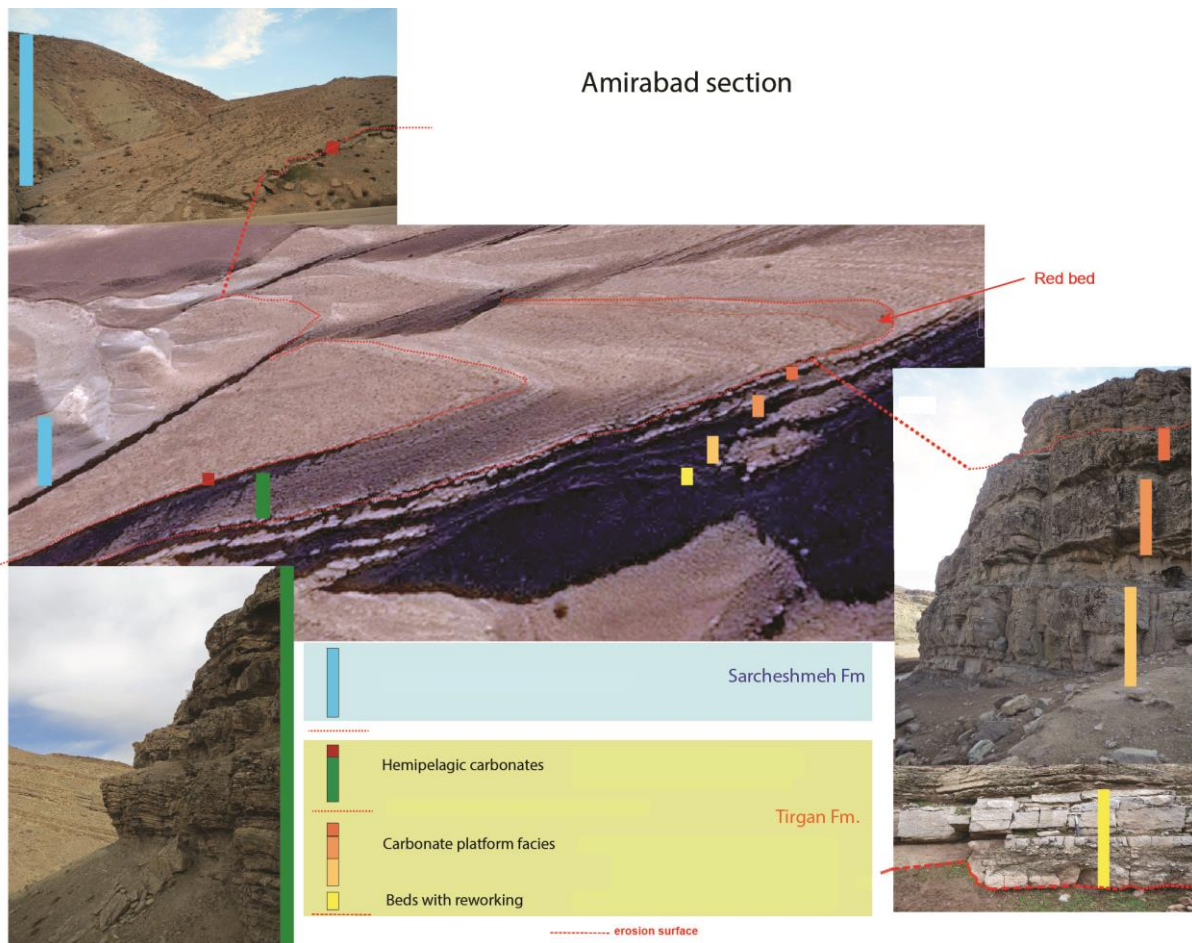 Amirabad section
Red bed
Sarcheshmeh Fm
Hemipelagic carbonates
Tirgan Fm.
Carbonate platform facies
Beds with reworking
erosion surface